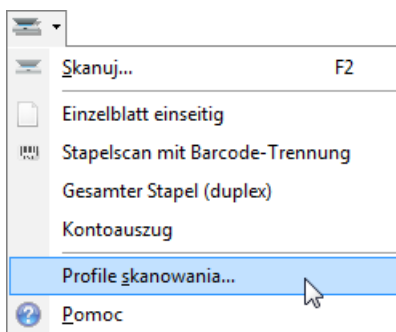 Skanuj... F2
Einzelblatt einseitig
Stapelscan mit Barcode-Trennung
Gesamter Stapel (duplex)
Kontoauszug
Profile skanowania...
Pomoc